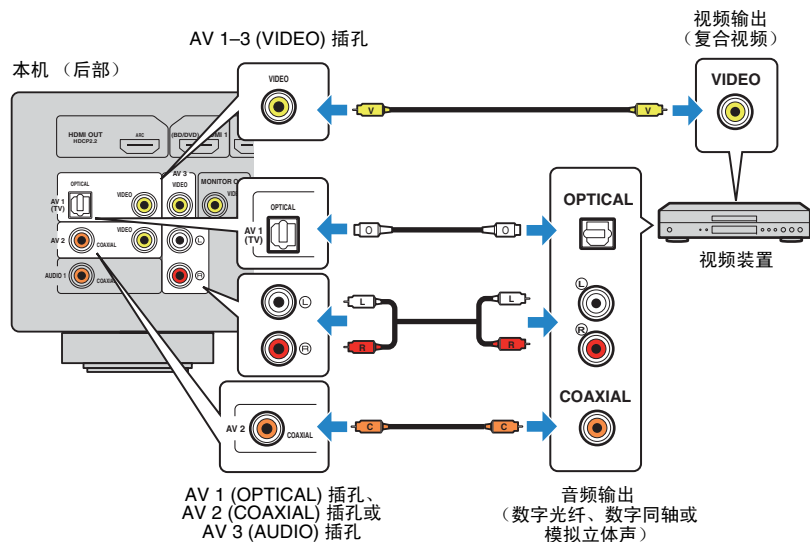 AV 1–3 (VIDEO) 插孔
视频输出
（复合视频）
本机 （后部）
VIDEO
VIDEO
V
V
HDMI OUT
HDCP2.2
ARC
(BD/DVD)
MI 1
AV 3
OPTICAL
VIDEO
VIDEO
MONITOR O
VID
AV 1
(TV)
AV 2
COAXIAL
VIDEO
L
AUDIO 1
COAXIAL
R
OPTICAL
AV 1
(TV)
O
O
OPTICAL
视频装置
L
R
L
R
L
R
L
R
COAXIAL
AV 2
COAXIAL
C
C
AV 1 (OPTICAL) 插孔、
AV 2 (COAXIAL) 插孔或
AV 3 (AUDIO) 插孔
音频输出
（数字光纤、数字同轴或
模拟立体声）